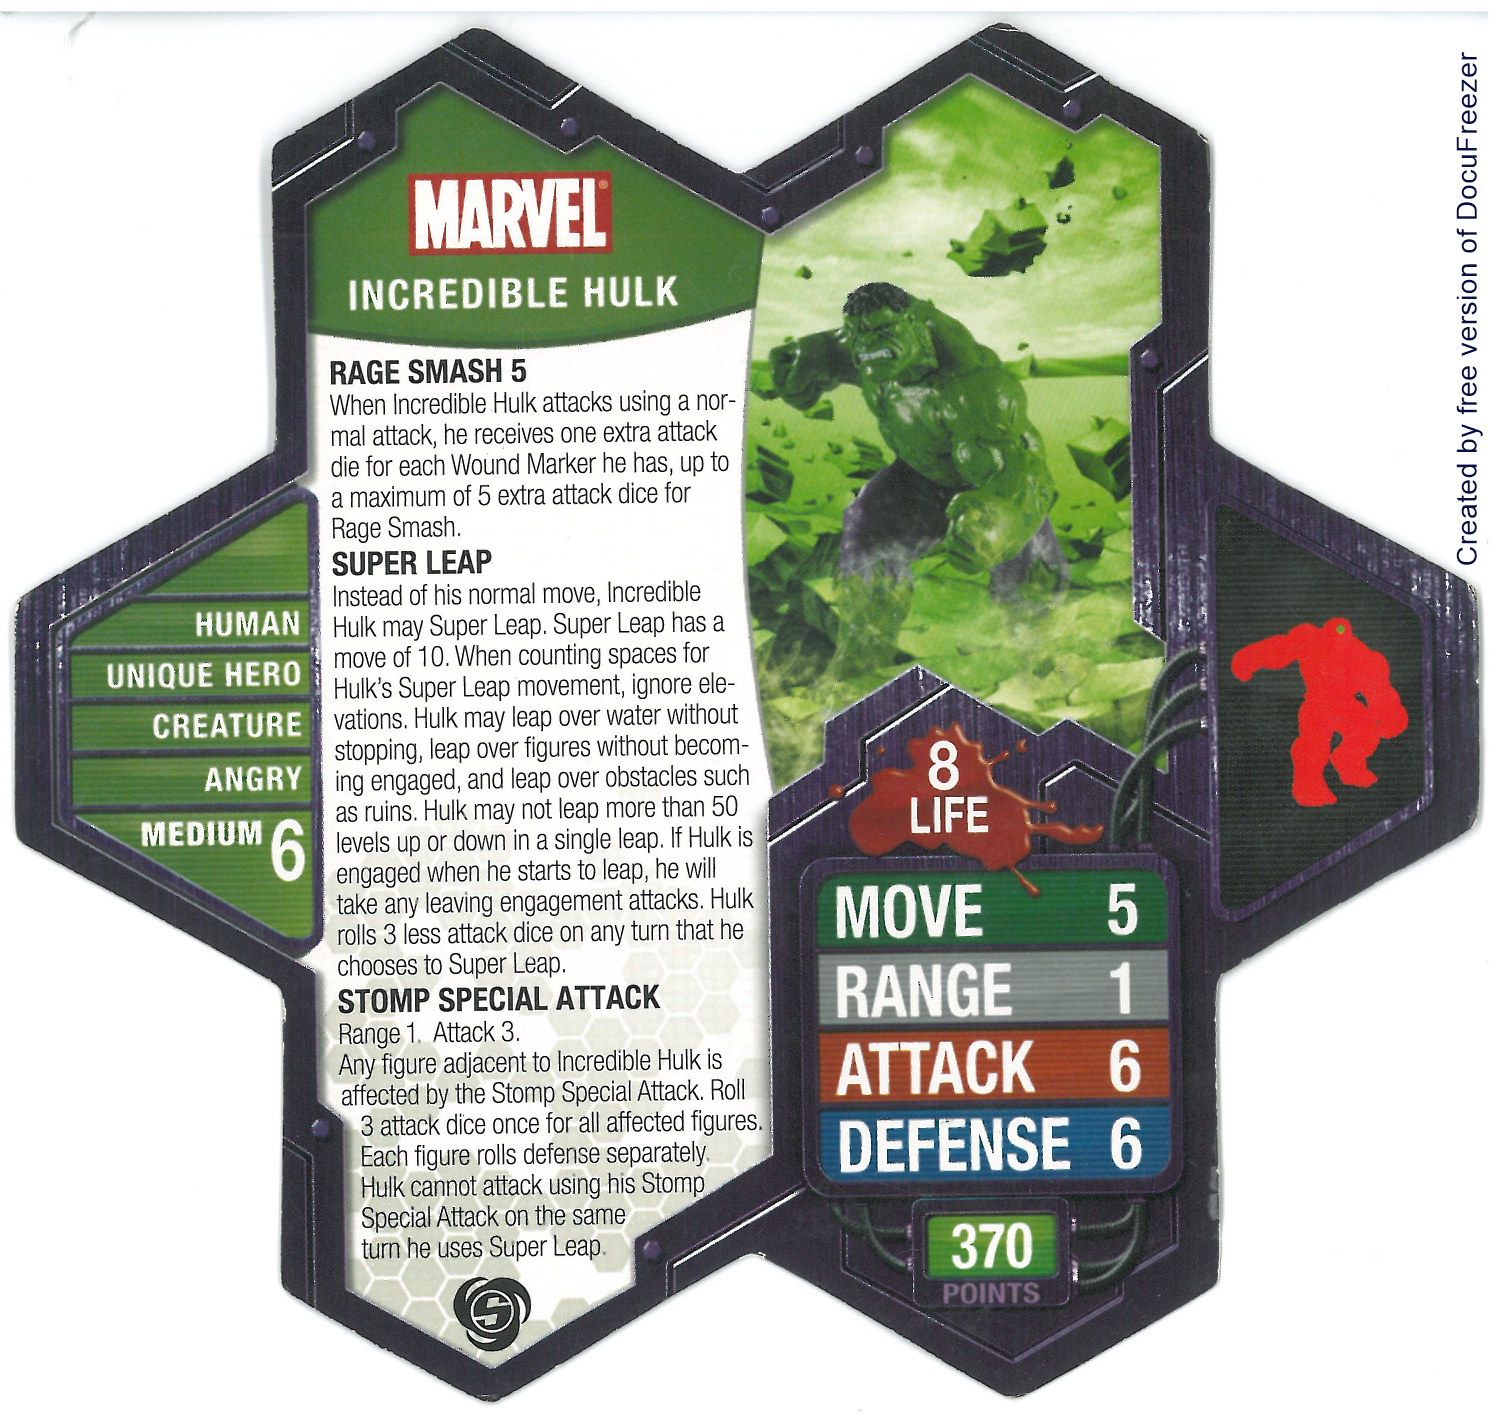 MARVEL
INCREDIBLE HULK
RAGE SMASH 5
When Incredible Hulk attacks using a nor-
mal attack, he receives one extra attack
die for each Wound Marker he has, up to
a maximum of 5 extra attack dice for
Rage Smash.
SUPER LEAP
Instead of his normal move, Incredible
Hulk may Super Leap. Super Leap has a
move of 10. When counting spaces for
Hulk's Super Leap movement, ignore ele-
vations. Hulk may leap over water without
stopping, leap over figures without becom-
ing engaged, and leap over obstacles such
as ruins. Hulk may not leap more than 50
levels up or down in a single leap. If Hulk is
engaged when he starts to leap, he will
take any leaving engagement attacks. Hulk
rolls 3 less attack dice on any turn that he
chooses to Super Leap.
STOMP SPECIAL ATTACK
Range 1. Attack 3.
Any figure adjacent to Incredible Hulk is
affected by the Stomp Special Attack. Roll
3 attack dice once for all affected figures.
Each figure rolls defense separately.
Hulk cannot attack using his Stomp
Special Attack on the same
turn he uses Super Leap.
S
HUMAN
UNIQUE HERO
CREATURE
ANGRY
MEDIUM 6
8
LIFE
MOVE 5
RANGE 1
ATTACK 6
DEFENSE 6
370
POINTS
Created by free version of DocuFreezer